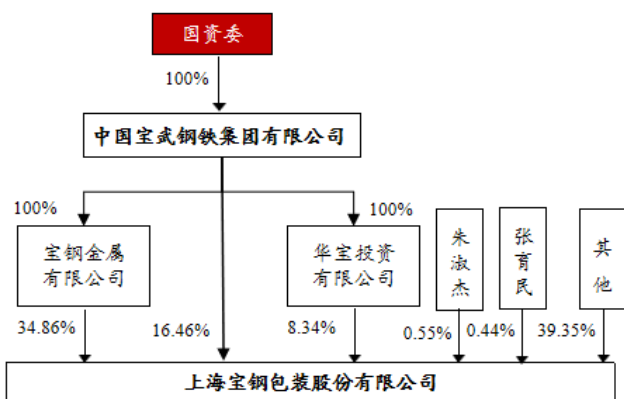 国资委
100%
中国宝武钢铁集团有限公司
100%
100%
宝钢金属
有限公司
华宝投资
有限公司
朱淑杰
张育民
其他
34.86%
16.46%
8.34%
0.55%
0.44%
39.35%
上海宝钢包装股份有限公司